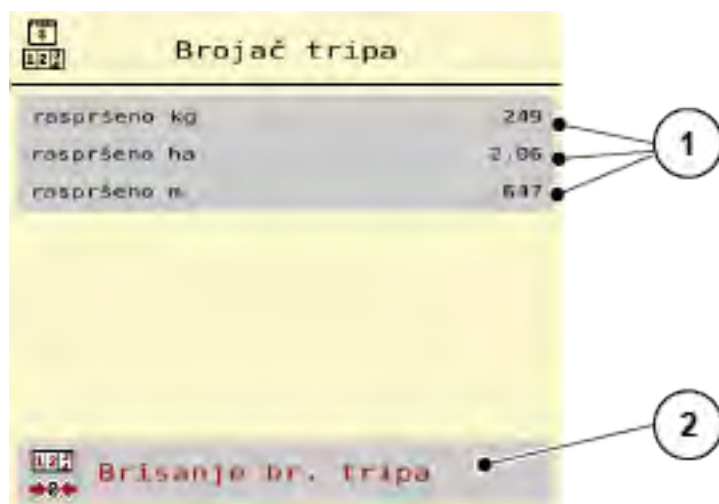 Brojač tripa
raspršeno kg 249
raspršeno ha 2,06
raspršeno m 647
1
Brisanje br. tripa
2